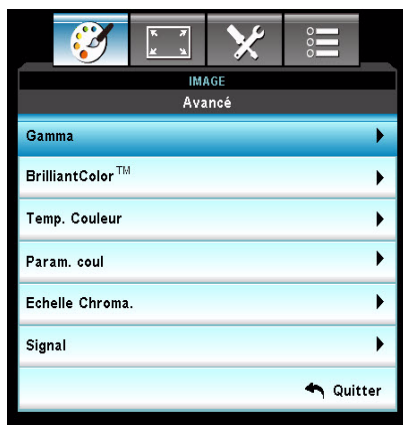 IMAGE
Avancé
Gamma
BrilliantColor™
Temp. Couleur
Param. coul
Echelle Chroma.
Signal
Quitter